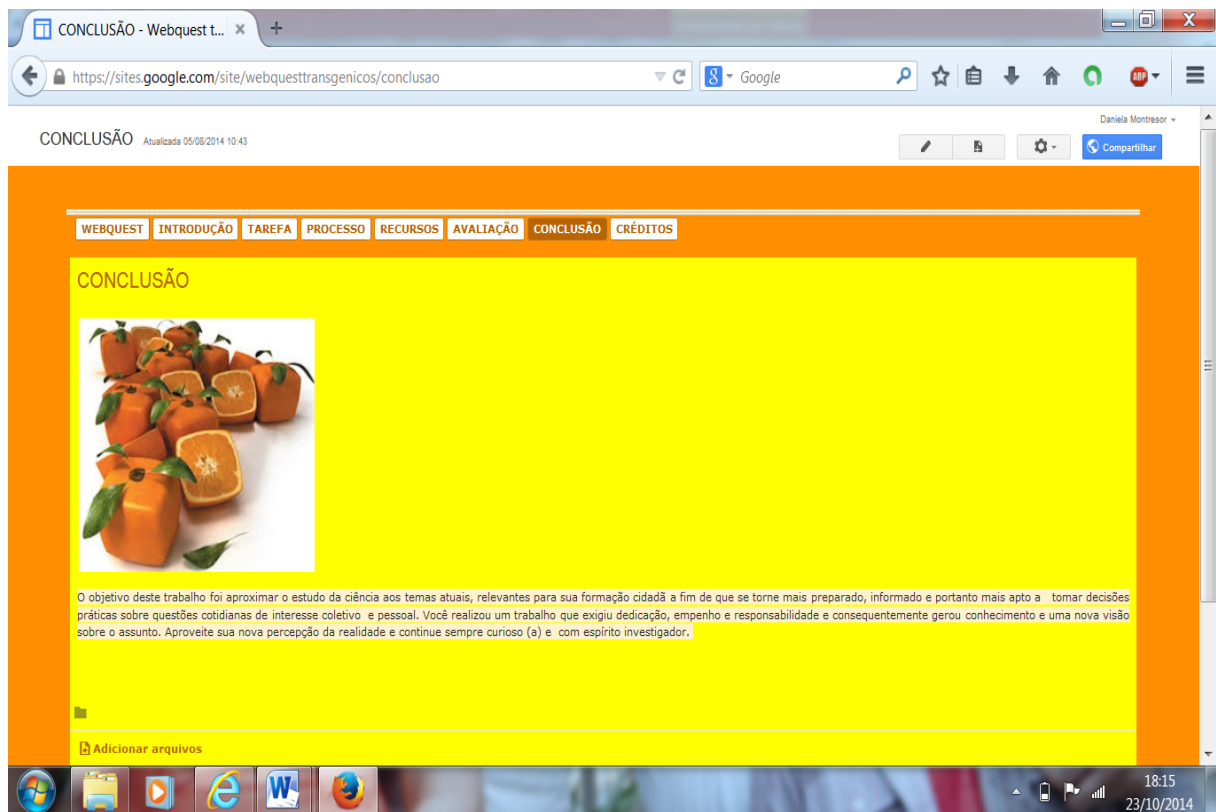 CONCLUSÃO - Webquest t...
https://sites.google.com/site/webquesttransgenicos/conclusao
Google
ABP
Daniela Montresor
CONCLUSÃO Atualizada 05/08/2014 10:43
Compartilhar
WEBQUEST INTRODUÇÃO TAREFA PROCESSO RECURSOS AVALIAÇÃO CONCLUSÃO CRÉDITOS
CONCLUSÃO
O objetivo deste trabalho foi aproximar o estudo da ciência aos temas atuais, relevantes para sua formação cidadã a fim de que se torne mais preparado, informado e portanto mais apto a tomar decisões
práticas sobre questões cotidianas de interesse coletivo e pessoal. Você realizou um trabalho que exigiu dedicação, empenho e responsabilidade e consequentemente gerou conhecimento e uma nova visão
sobre o assunto. Aproveite sua nova percepção da realidade e continue sempre curioso (a) e com espírito investigador.
Adicionar arquivos
18:15
23/10/2014